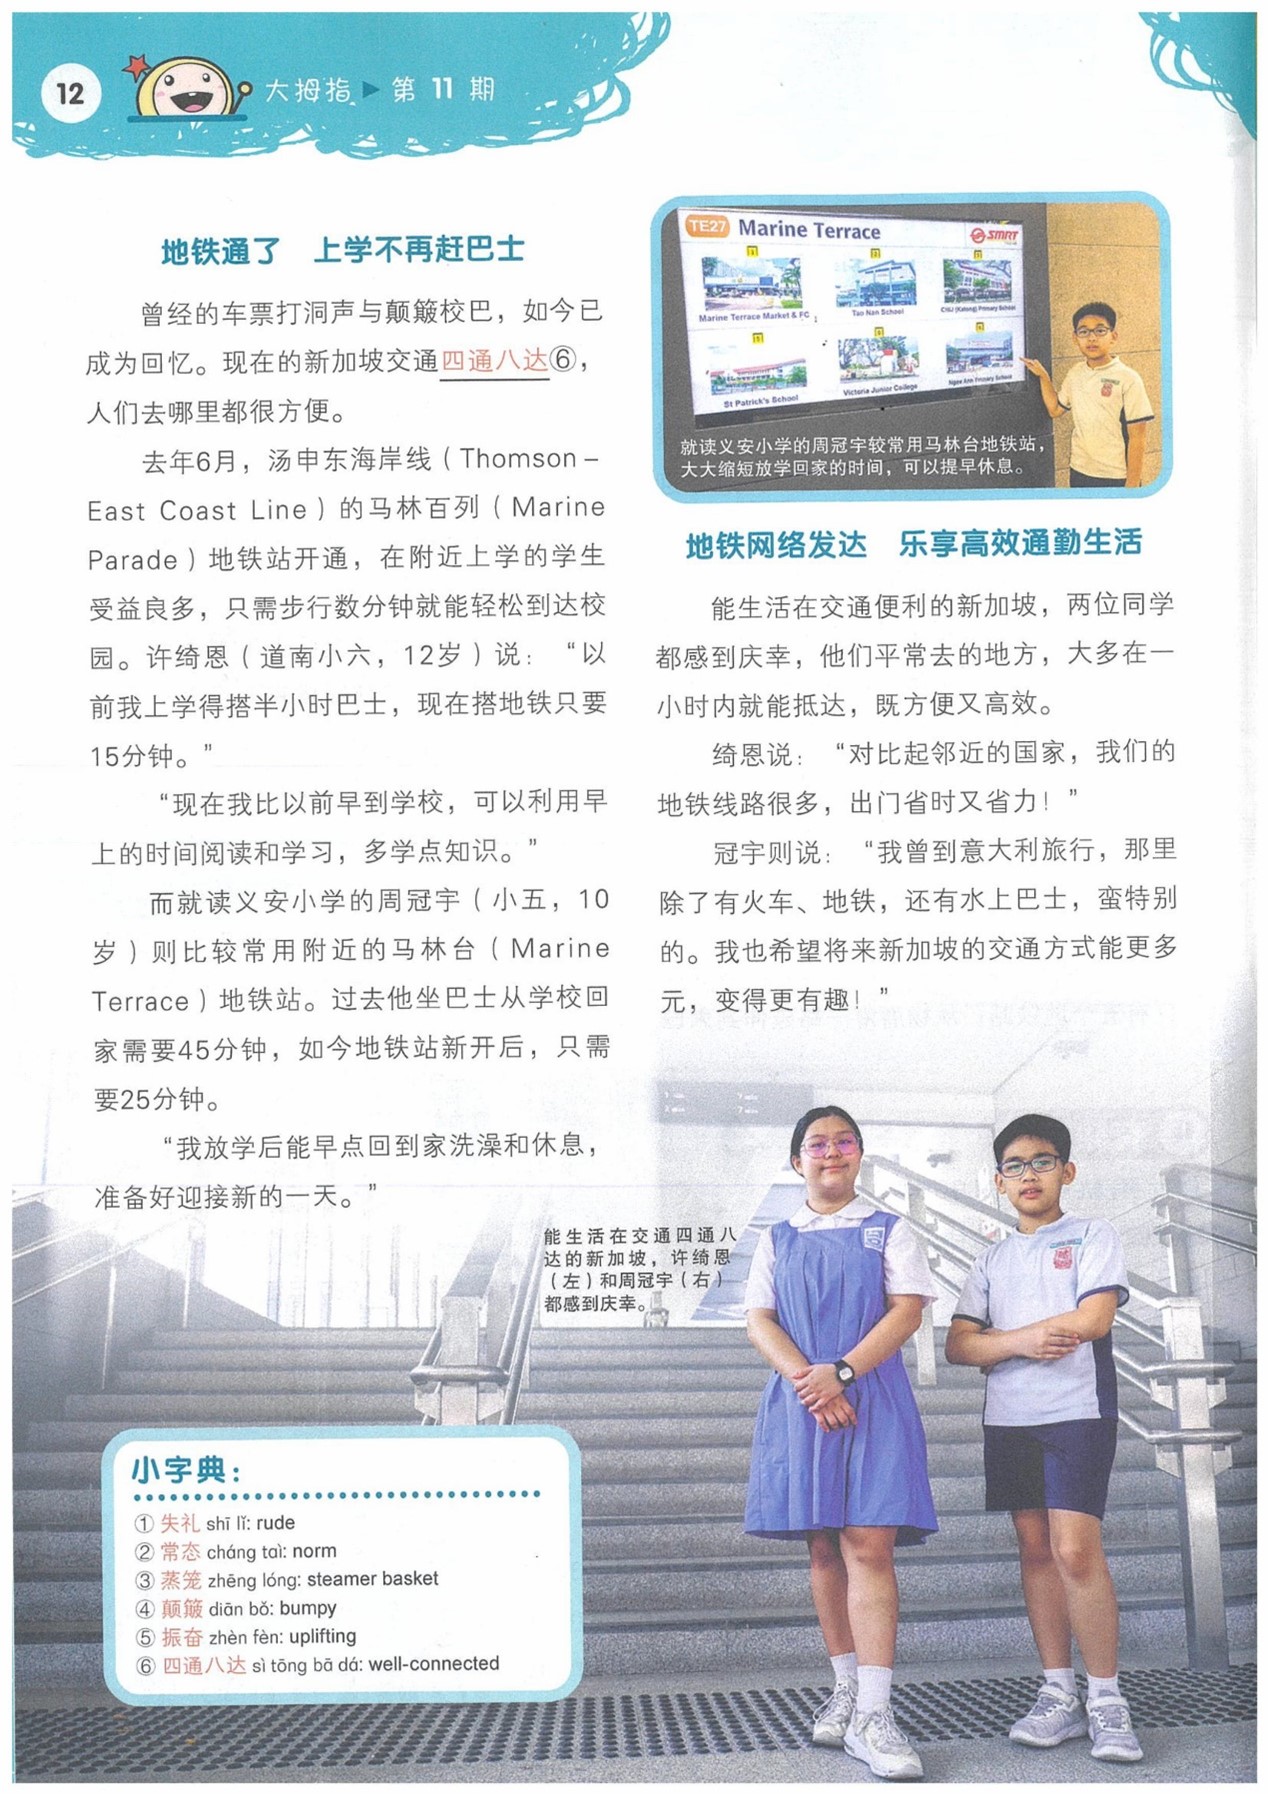 12
大拇指 ▶ 第 11 期
地铁通了 上学不再赶巴士
曾经的车票打洞声与颠簸校巴，如今已
成为回忆。现在的新加坡交通四通八达⑥，
人们去哪里都很方便。
去年6月，汤申东海岸线（Thomson –
East Coast Line）的马林百列（Marine
Parade）地铁站开通，在附近上学的学生
受益良多，只需步行数分钟就能轻松到达校
园。许绮恩（道南小六，12岁）说：“以
前我上学得搭半小时巴士，现在搭地铁只要
15分钟。”
“现在我比以前早到学校，可以利用早
上的时间阅读和学习，多学点知识。”
而就读义安小学的周冠宇（小五，10
岁）则比较常用附近的马林台（Marine
Terrace）地铁站。过去他坐巴士从学校回
家需要45分钟，如今地铁站新开后，只需
要25分钟。
“我放学后能早点回到家洗澡和休息，
准备好迎接新的一天。”
TE27 Marine Terrace SMRT
Marine Terrace Market & FC
Tao Nan School
CHIJ (Katong) Primary School
St Patrick's School
Victoria Junior College
Ngee Ann Primary School
就读义安小学的周冠宇较常用马林台地铁站，
大大缩短放学回家的时间，可以提早休息。
地铁网络发达 乐享高效通勤生活
能生活在交通便利的新加坡，两位同学
都感到庆幸，他们平常去的地方，大多在一
小时内就能抵达，既方便又高效。
绮恩说：“对比起邻近的国家，我们的
地铁线路很多，出门省时又省力！”
冠宇则说：“我曾到意大利旅行，那里
除了有火车、地铁，还有水上巴士，蛮特别
的。我也希望将来新加坡的交通方式能更多
元，变得更有趣！”
能生活在交通四通八
达的新加坡，许绮恩
（左）和周冠宇（右）
都感到庆幸。
小字典：
① 失礼 shī lǐ: rude
② 常态 cháng taì: norm
③ 蒸笼 zhēng lóng: steamer basket
④ 颠簸 diān bǒ: bumpy
⑤ 振奋 zhèn fèn: uplifting
⑥ 四通八达 sì tōng bā dá: well-connected